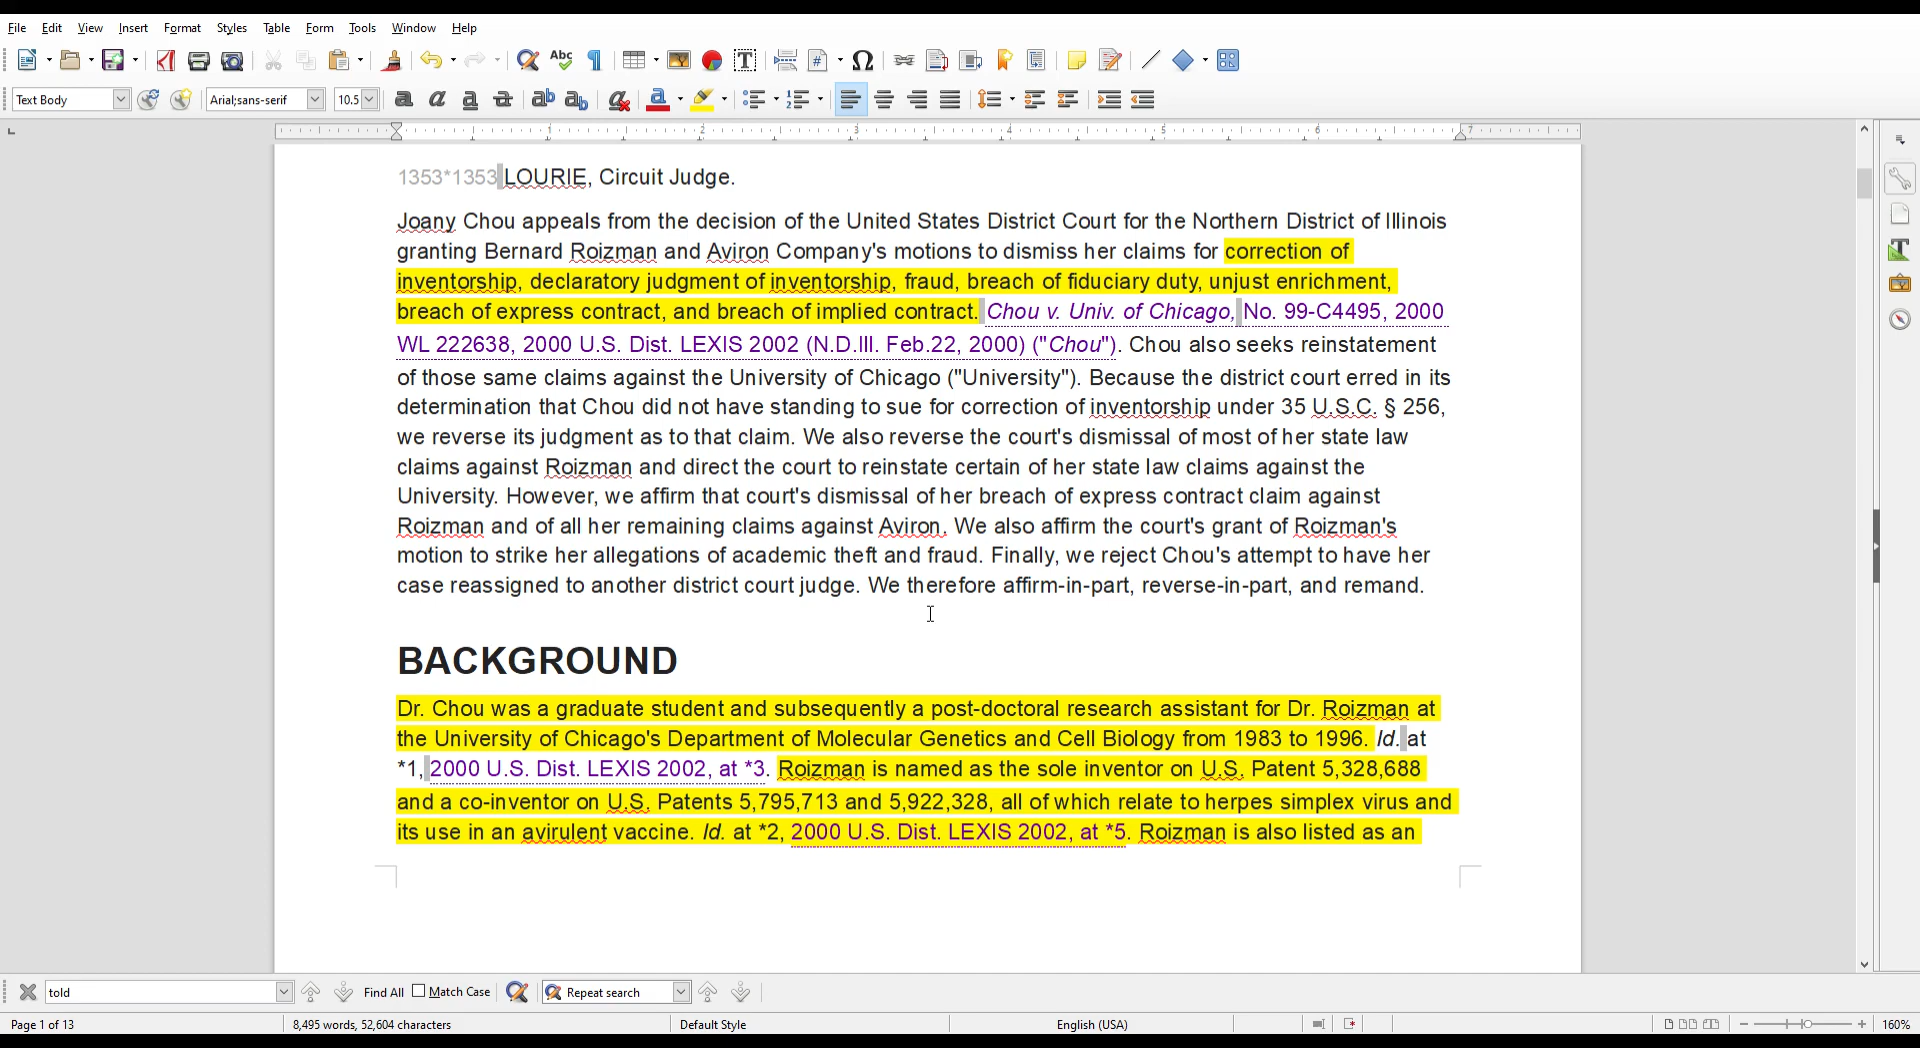 File Edit View Insert Format Styles Table Form Tools Window Help
Text Body Arial;sans-serif 10.5
1 2 3 4 5 6 7
1353*1353 LOURIE, Circuit Judge.
Joany Chou appeals from the decision of the United States District Court for the Northern District of Illinois
granting Bernard Roizman and Aviron Company's motions to dismiss her claims for correction of
inventorship, declaratory judgment of inventorship, fraud, breach of fiduciary duty, unjust enrichment,
breach of express contract, and breach of implied contract. Chou v. Univ. of Chicago, No. 99-C4495, 2000
WL 222638, 2000 U.S. Dist. LEXIS 2002 (N.D.Ill. Feb.22, 2000) ("Chou"). Chou also seeks reinstatement
of those same claims against the University of Chicago ("University"). Because the district court erred in its
determination that Chou did not have standing to sue for correction of inventorship under 35 U.S.C. § 256,
we reverse its judgment as to that claim. We also reverse the court's dismissal of most of her state law
claims against Roizman and direct the court to reinstate certain of her state law claims against the
University. However, we affirm that court's dismissal of her breach of express contract claim against
Roizman and of all her remaining claims against Aviron. We also affirm the court's grant of Roizman's
motion to strike her allegations of academic theft and fraud. Finally, we reject Chou's attempt to have her
case reassigned to another district court judge. We therefore affirm-in-part, reverse-in-part, and remand.
BACKGROUND
Dr. Chou was a graduate student and subsequently a post-doctoral research assistant for Dr. Roizman at
the University of Chicago's Department of Molecular Genetics and Cell Biology from 1983 to 1996. Id. at
*1, 2000 U.S. Dist. LEXIS 2002, at *3. Roizman is named as the sole inventor on U.S. Patent 5,328,688
and a co-inventor on U.S. Patents 5,795,713 and 5,922,328, all of which relate to herpes simplex virus and
its use in an avirulent vaccine. Id. at *2, 2000 U.S. Dist. LEXIS 2002, at *5. Roizman is also listed as an
told Find All Match Case Repeat search
Page 1 of 13 8,495 words, 52,604 characters Default Style English (USA) 160%